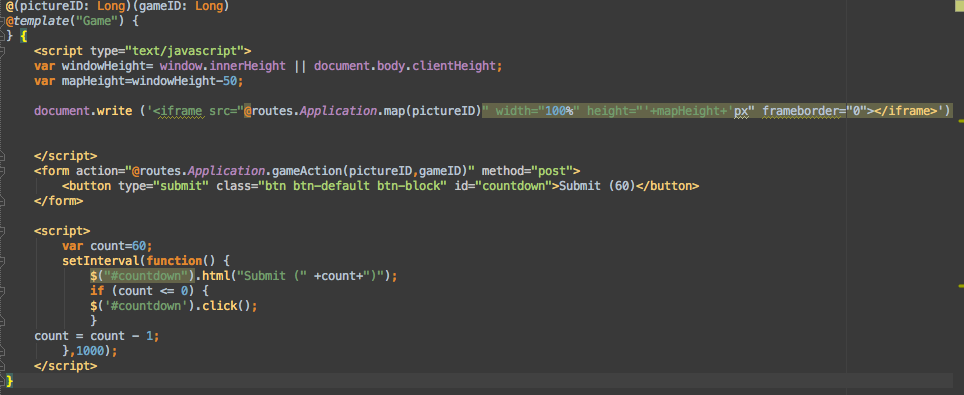 @(pictureID: Long)(gameID: Long)
@template("Game") {
} {
    <script type="text/javascript">
    var windowHeight= window.innerHeight || document.body.clientHeight;
    var mapHeight=windowHeight-50;

    document.write ('<iframe src="@routes.Application.map(pictureID)" width="100%" height="'+mapHeight+'px" frameborder="0"></iframe>')


    </script>
    <form action="@routes.Application.gameAction(pictureID,gameID)" method="post">
        <button type="submit" class="btn btn-default btn-block" id="countdown">Submit (60)</button>
    </form>

    <script>
        var count=60;
        setInterval(function() {
            $("#countdown").html("Submit (" +count+")");
            if (count <= 0) {
            $('#countdown').click();
            }
    count = count - 1;
        },1000);
    </script>
}